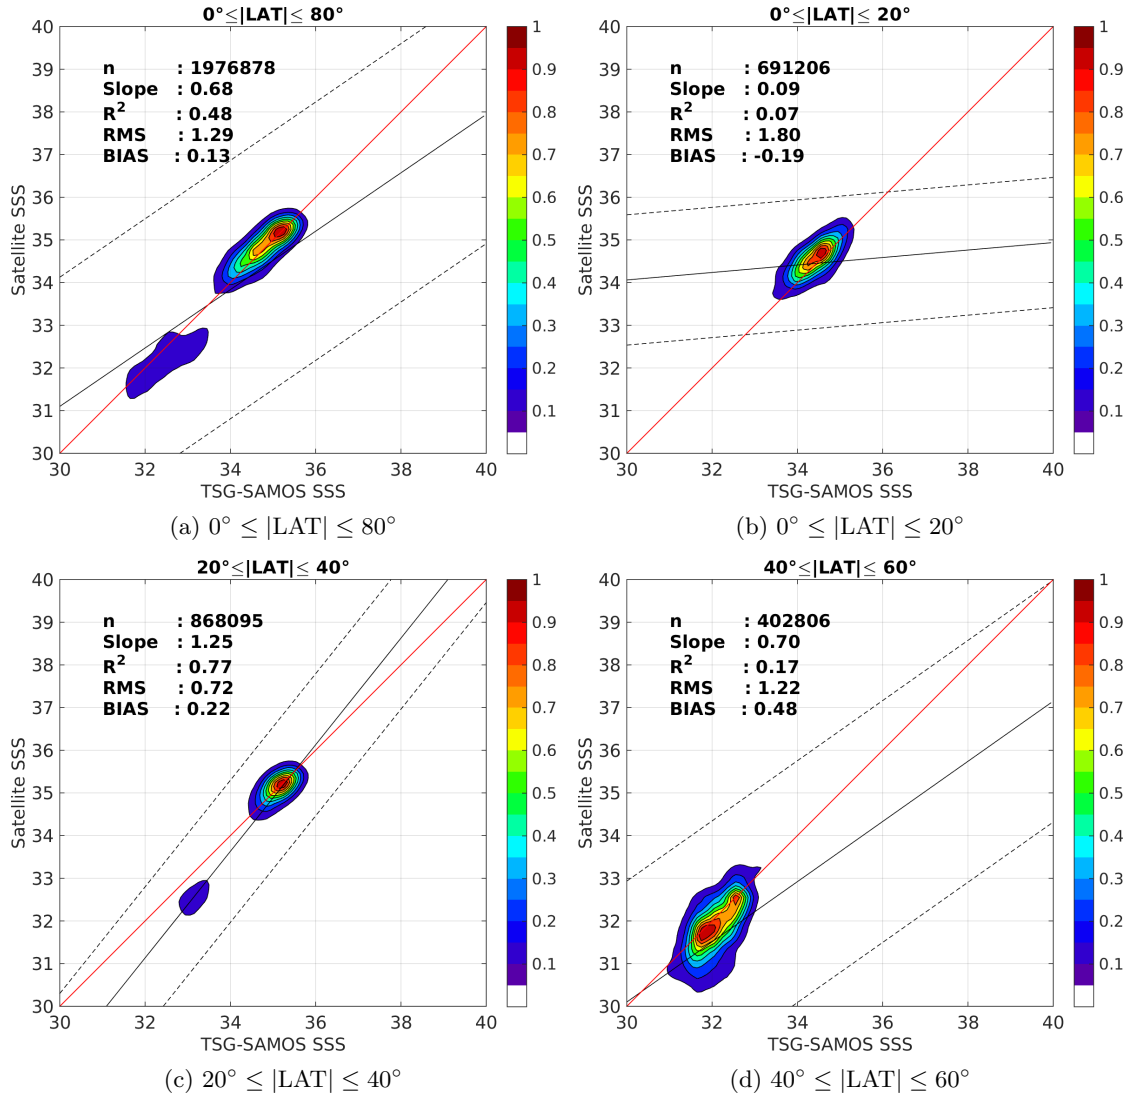 0°≤|LAT|≤ 80°
n : 1976878
Slope : 0.68
R2 : 0.48
RMS : 1.29
BIAS : 0.13
40
39
38
37
36
35
34
33
32
31
30
Satellite SSS
30 32 34 36 38 40
TSG-SAMOS SSS
1
0.9
0.8
0.7
0.6
0.5
0.4
0.3
0.2
0.1
(a) 0° ≤ |LAT| ≤ 80°
0°≤|LAT|≤ 20°
n : 691206
Slope : 0.09
R2 : 0.07
RMS : 1.80
BIAS : -0.19
40
39
38
37
36
35
34
33
32
31
30
Satellite SSS
30 32 34 36 38 40
TSG-SAMOS SSS
1
0.9
0.8
0.7
0.6
0.5
0.4
0.3
0.2
0.1
(b) 0° ≤ |LAT| ≤ 20°
20°≤|LAT|≤ 40°
n : 868095
Slope : 1.25
R2 : 0.77
RMS : 0.72
BIAS : 0.22
40
39
38
37
36
35
34
33
32
31
30
Satellite SSS
30 32 34 36 38 40
TSG-SAMOS SSS
1
0.9
0.8
0.7
0.6
0.5
0.4
0.3
0.2
0.1
(c) 20° ≤ |LAT| ≤ 40°
40°≤|LAT|≤ 60°
n : 402806
Slope : 0.70
R2 : 0.17
RMS : 1.22
BIAS : 0.48
40
39
38
37
36
35
34
33
32
31
30
Satellite SSS
30 32 34 36 38 40
TSG-SAMOS SSS
1
0.9
0.8
0.7
0.6
0.5
0.4
0.3
0.2
0.1
(d) 40° ≤ |LAT| ≤ 60°